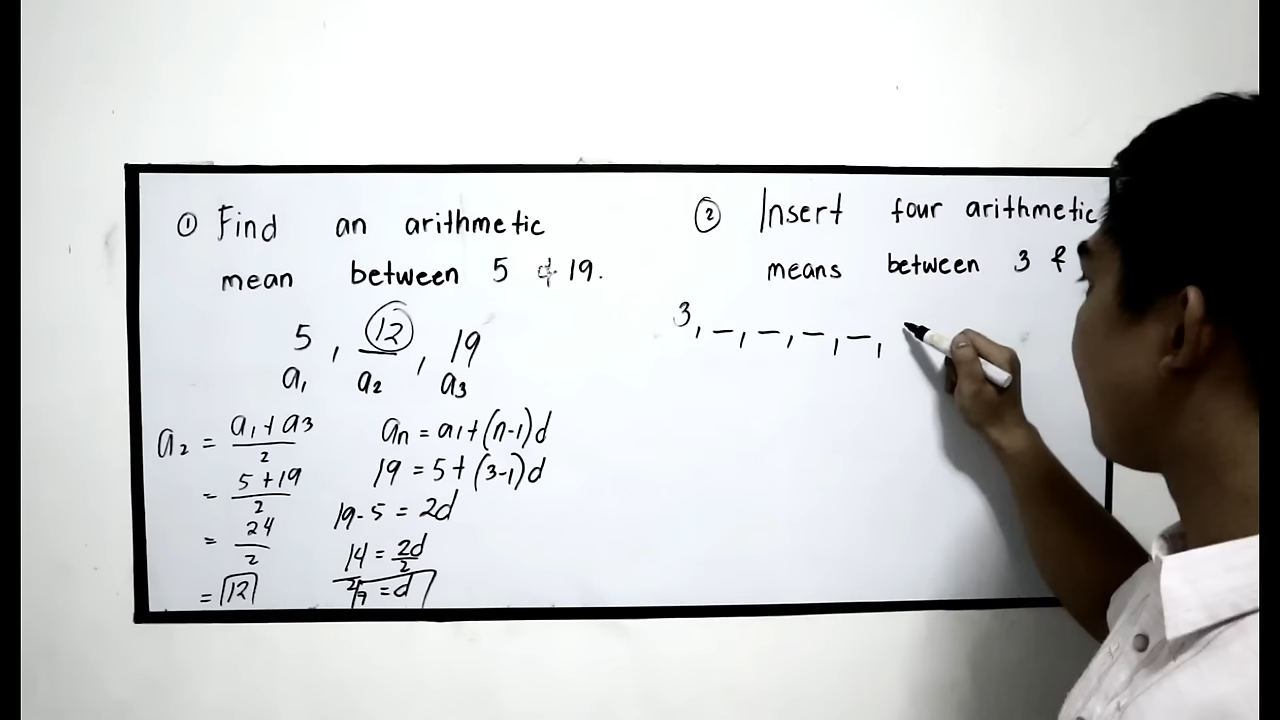 ① Find an arithmetic
mean between 5 & 19.
5, 12, 19
a₁ a₂ a₃
a₂ = a₁ + a₃ / 2
= 5 + 19 / 2
= 24 / 2
= 12
an = a₁ + (n-1)d
19 = 5 + (3-1)d
19 - 5 = 2d
14 / 2 = 2d / 2
7 = d
② Insert four arithmetic
means between 3 &
3, _, _, _, _,